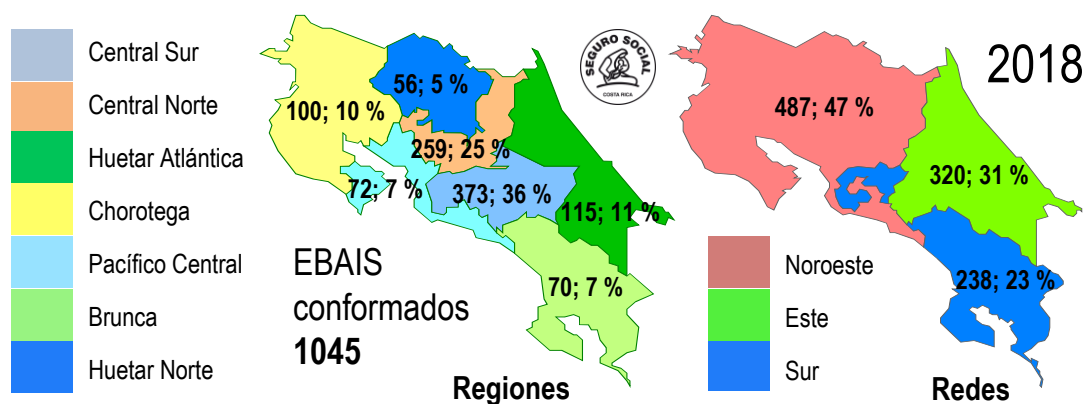 Central Sur
Central Norte
Huetar Atlántica
Chorotega
Pacífico Central
Brunca
Huetar Norte
56; 5 %
100; 10 %
259; 25 %
72; 7 %
373; 36 %
115; 11 %
70; 7 %
EBAIS
conformados
1045
Regiones
SEGURO SOCIAL
COSTA RICA
2018
487; 47 %
320; 31 %
238; 23 %
Noroeste
Este
Sur
Redes